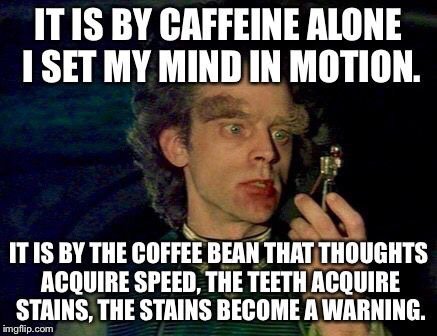 IT IS BY CAFFEINE ALONE
I SET MY MIND IN MOTION.
IT IS BY THE COFFEE BEAN THAT THOUGHTS
ACQUIRE SPEED, THE TEETH ACQUIRE
STAINS, THE STAINS BECOME A WARNING.
imgflip.com